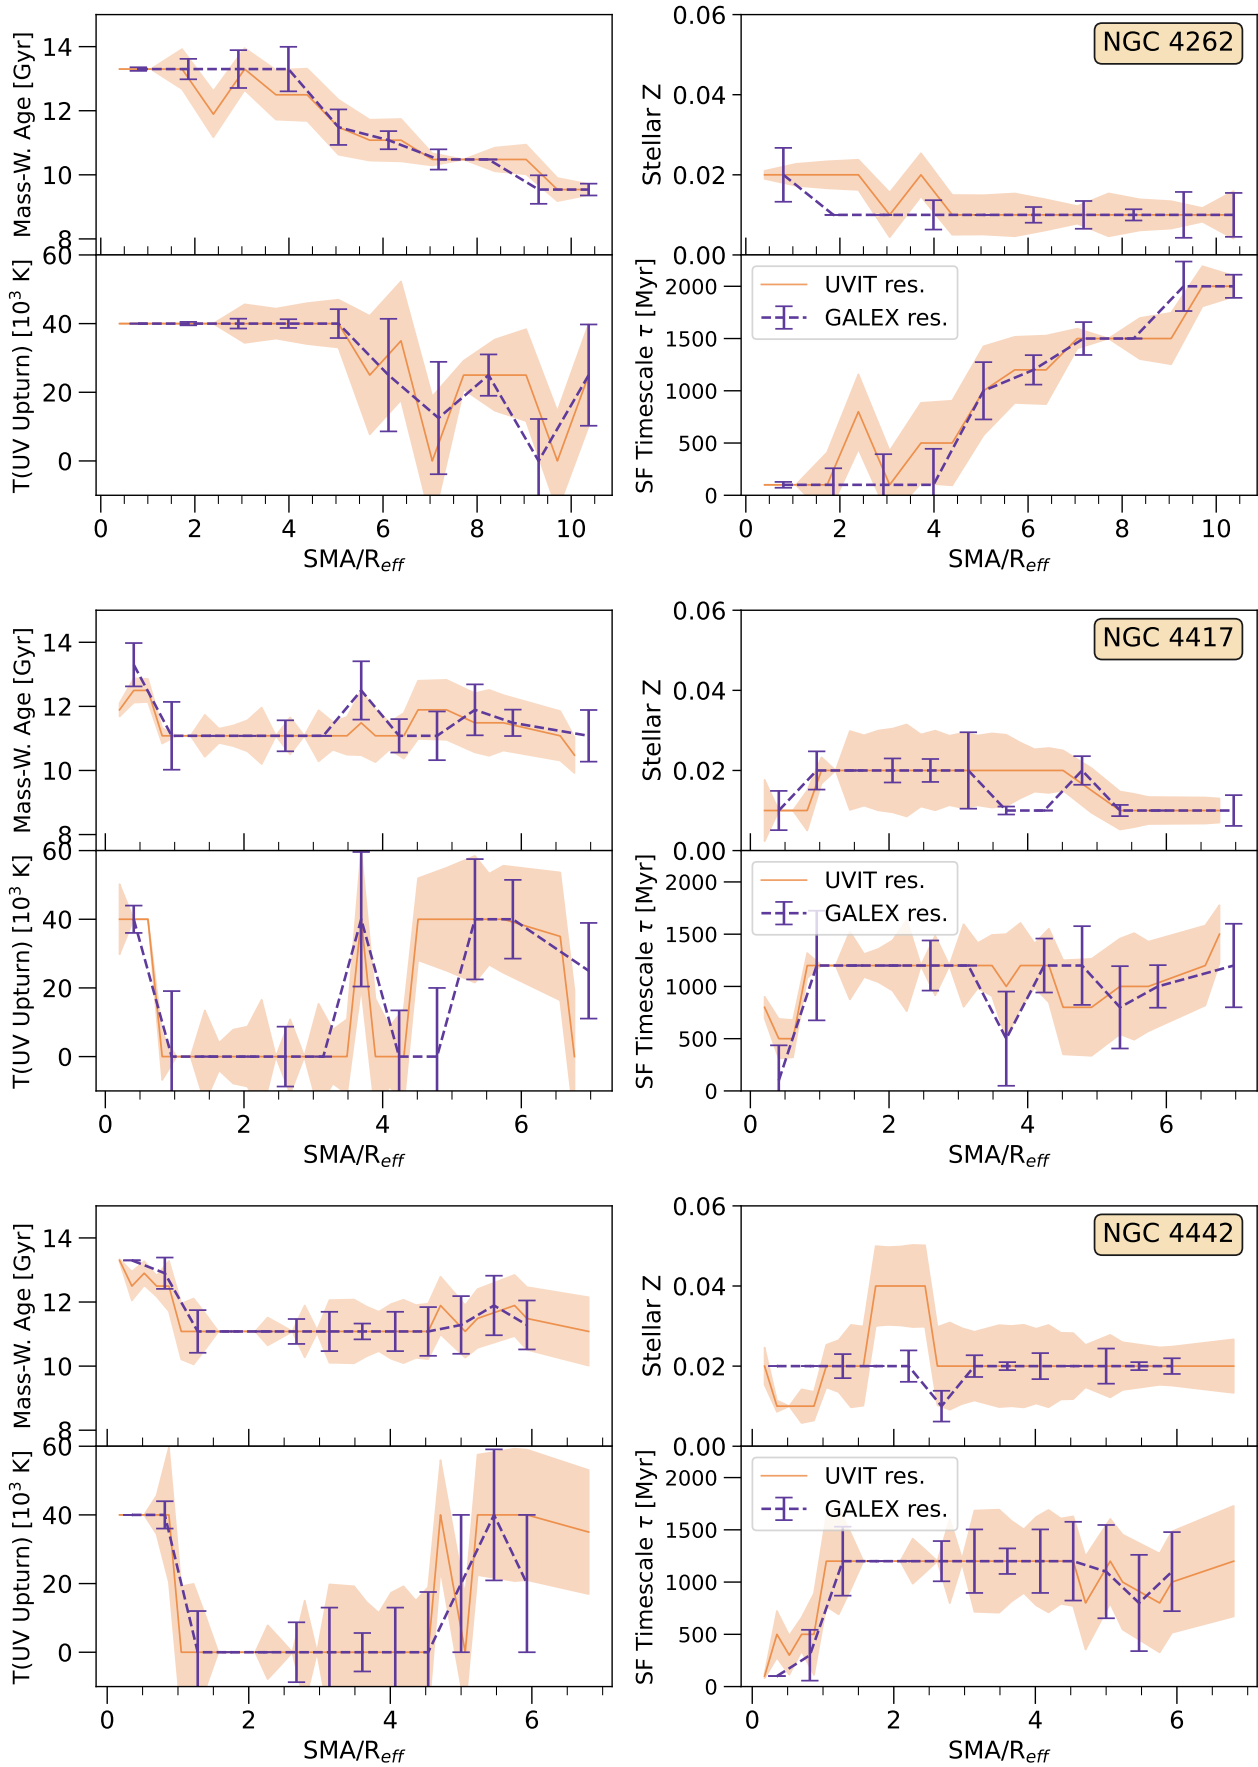 NGC 4262
Mass-W. Age [Gyr]
14
12
10
8
Stellar Z
0.06
0.04
0.02
0.00
T(UV Upturn) [10³ K]
60
40
20
0
SF Timescale τ [Myr]
2000
1500
1000
500
0
UVIT res.
GALEX res.
0 2 4 6 8 10
SMA/R_eff
0 2 4 6 8 10
SMA/R_eff
NGC 4417
Mass-W. Age [Gyr]
14
12
10
8
Stellar Z
0.06
0.04
0.02
0.00
T(UV Upturn) [10³ K]
60
40
20
0
SF Timescale τ [Myr]
2000
1500
1000
500
0
UVIT res.
GALEX res.
0 2 4 6
SMA/R_eff
0 2 4 6
SMA/R_eff
NGC 4442
Mass-W. Age [Gyr]
14
12
10
8
Stellar Z
0.06
0.04
0.02
0.00
T(UV Upturn) [10³ K]
60
40
20
0
SF Timescale τ [Myr]
2000
1500
1000
500
0
UVIT res.
GALEX res.
0 2 4 6
SMA/R_eff
0 2 4 6
SMA/R_eff